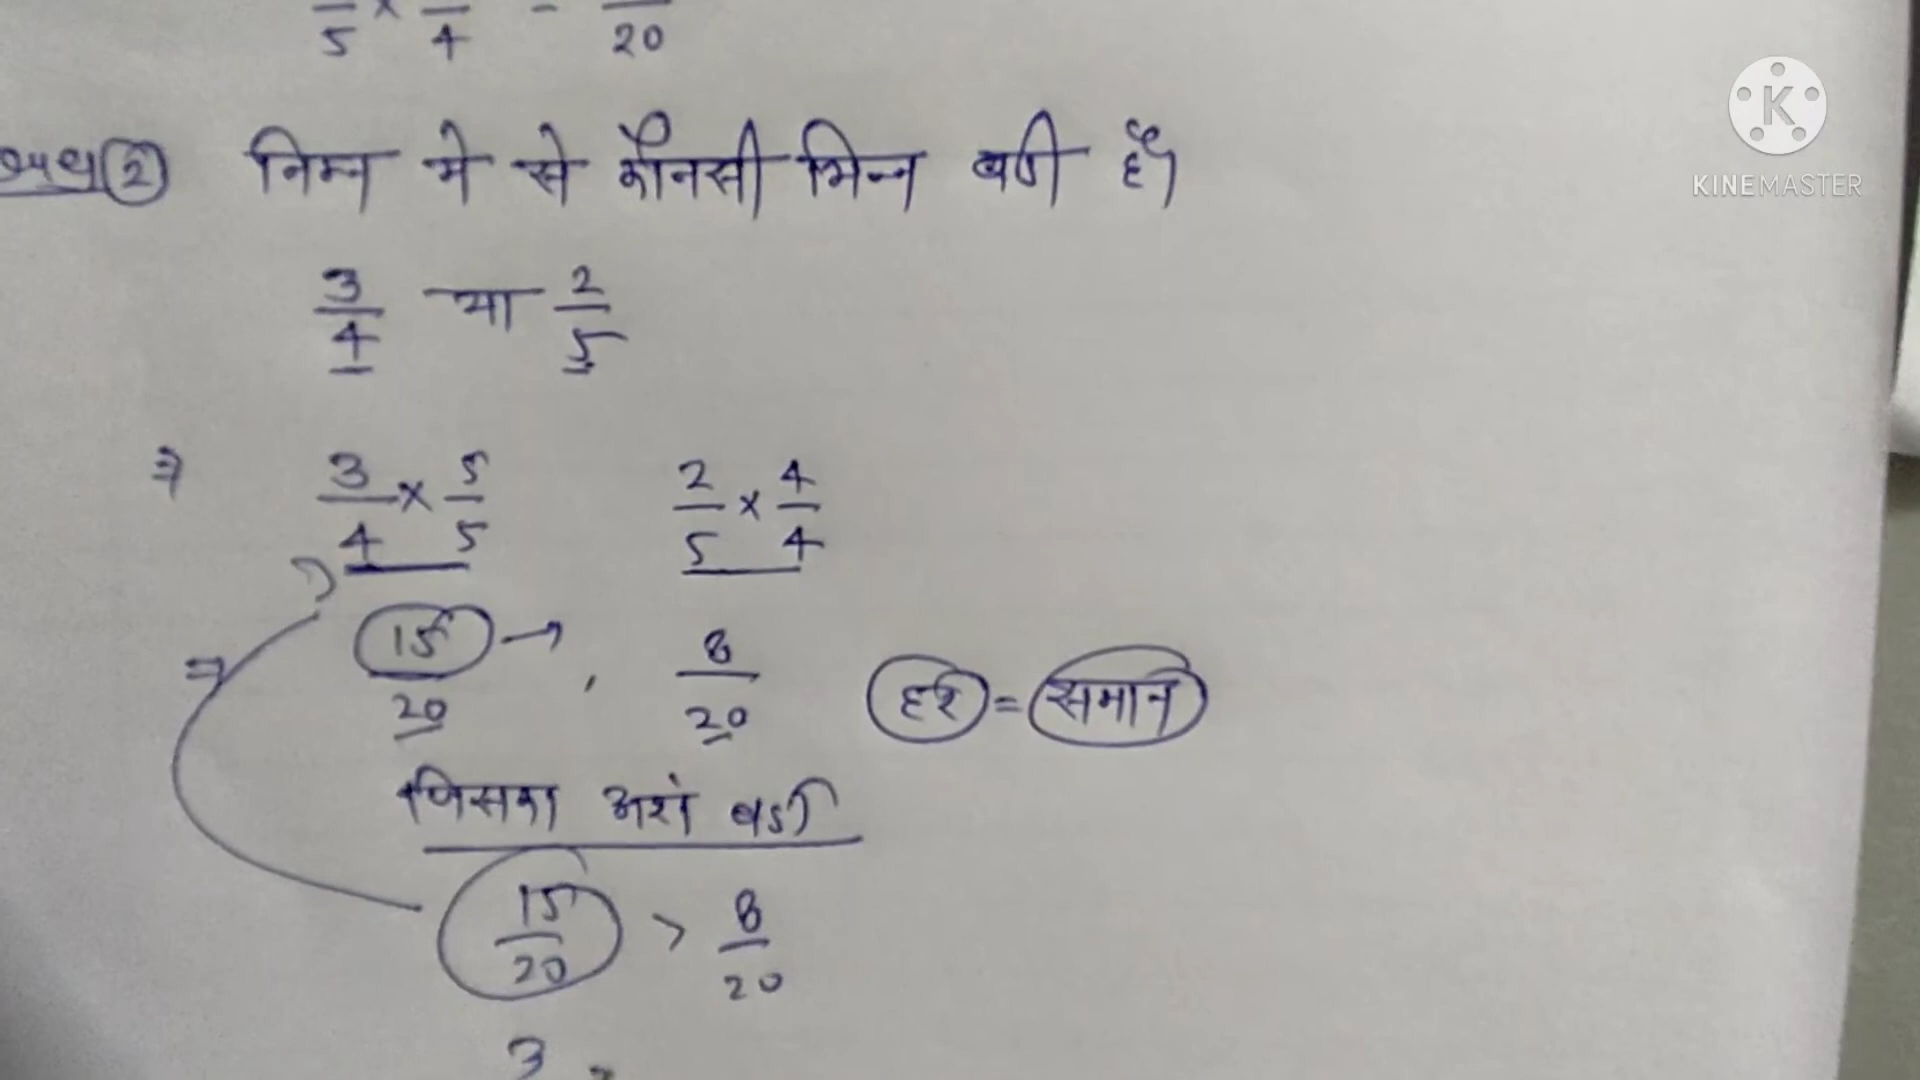 5 × 4 = 20
प्रश्न (2) निम्न मे से कौनसी भिन्न बडी है।
3/4 या 2/5
⇒ 3/4 × 5/5 2/5 × 4/4
⇒ 15/20 → , 8/20 हर = समान
जिसका अशं बडा
15/20 > 8/20
3
K
KINEMASTER